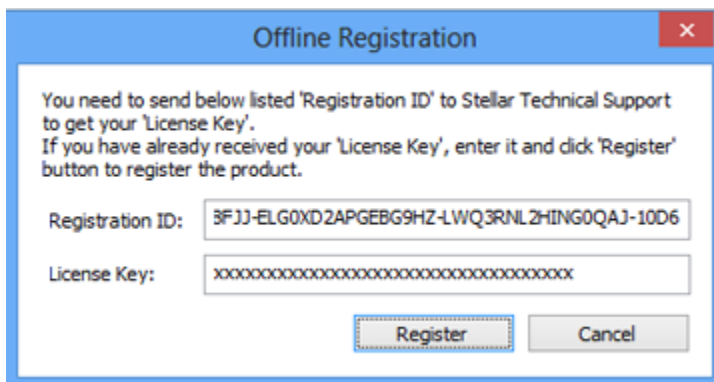 Offline Registration
You need to send below listed 'Registration ID' to Stellar Technical Support
to get your 'License Key'.
If you have already received your 'License Key', enter it and click 'Register'
button to register the product.
Registration ID: 3FJJ-ELG0XD2APGEBG9HZ-LWQ3RNL2HING0QAJ-10D6
License Key: xxxxxxxxxxxxxxxxxxxxxxxxxxxxxxxxxx
Register Cancel